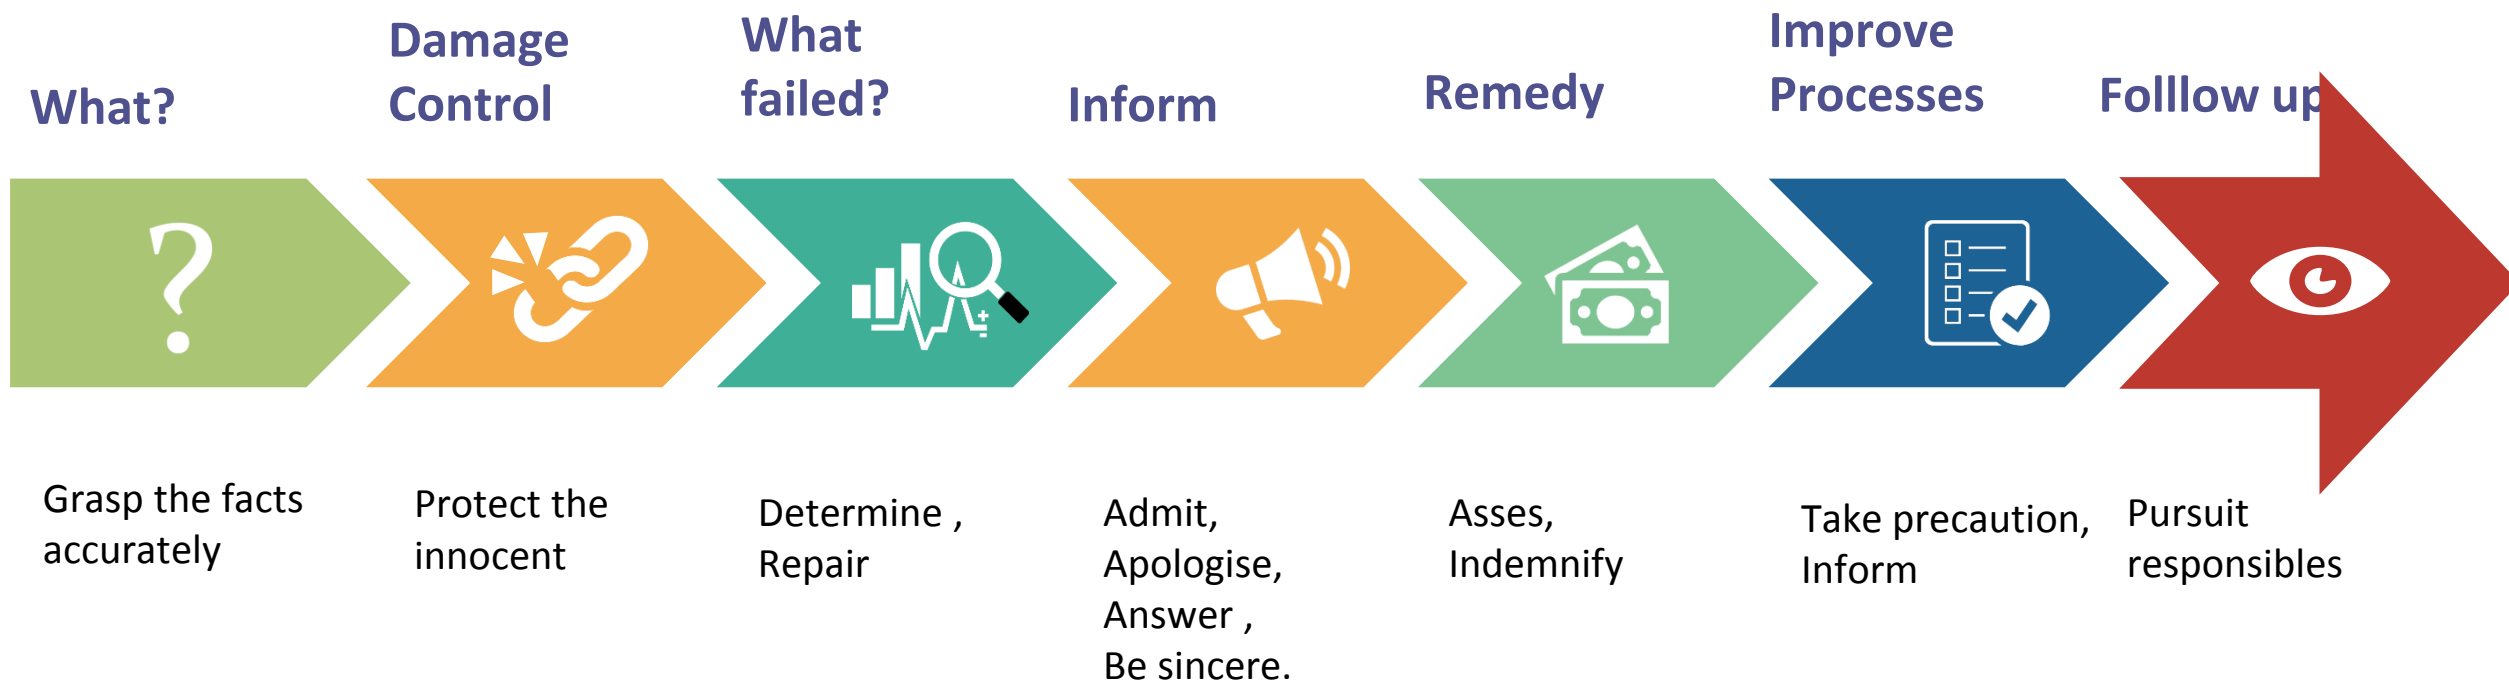 What?
Damage
Control
What
failed?
Inform
Remedy
Improve
Processes
Folllow up
?
Grasp the facts
accurately
Protect the
innocent
Determine ,
Repair
Admit,
Apologise,
Answer ,
Be sincere.
Asses,
Indemnify
Take precaution,
Inform
Pursuit
responsibles